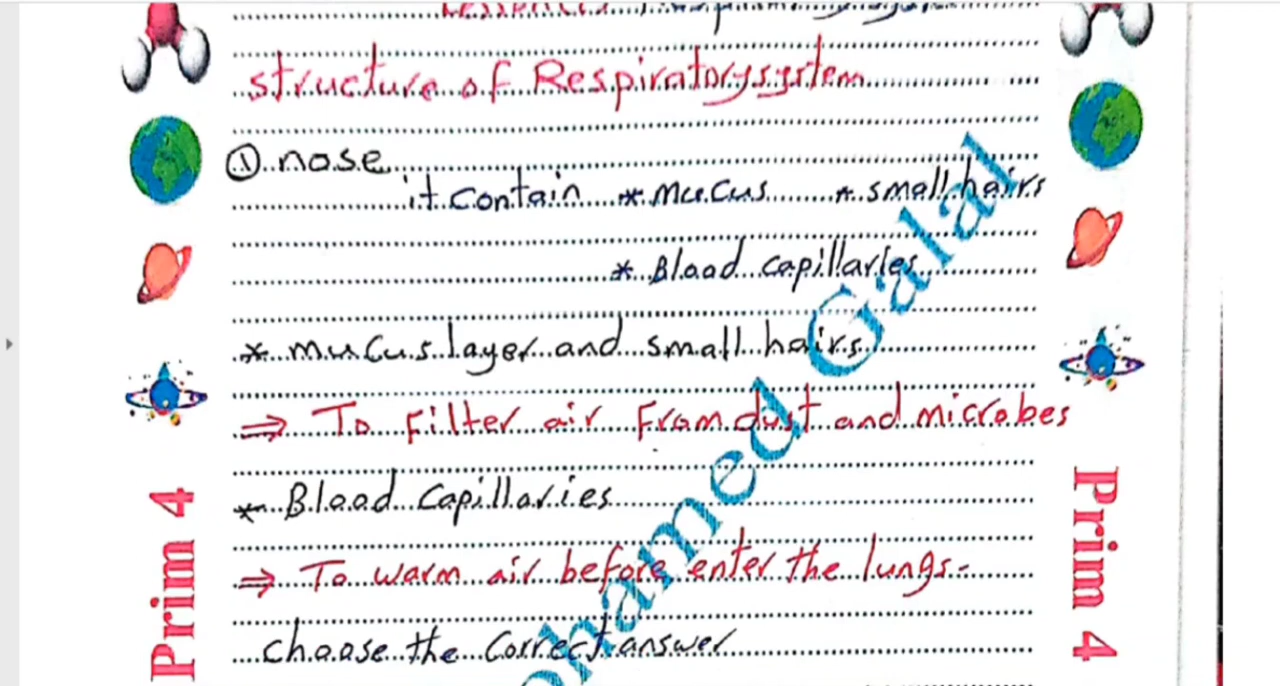 structure of Respiratory system
① nose
it contain * mucus * small hairs
* Blood capillaries
* mucus layer and small hairs
⇒ To Filter air From dust and microbes
* Blood Capillaries
⇒ To warm air before enter the lungs-
choose the Correct answer
Prim 4
Prim 4
ohamed Galal